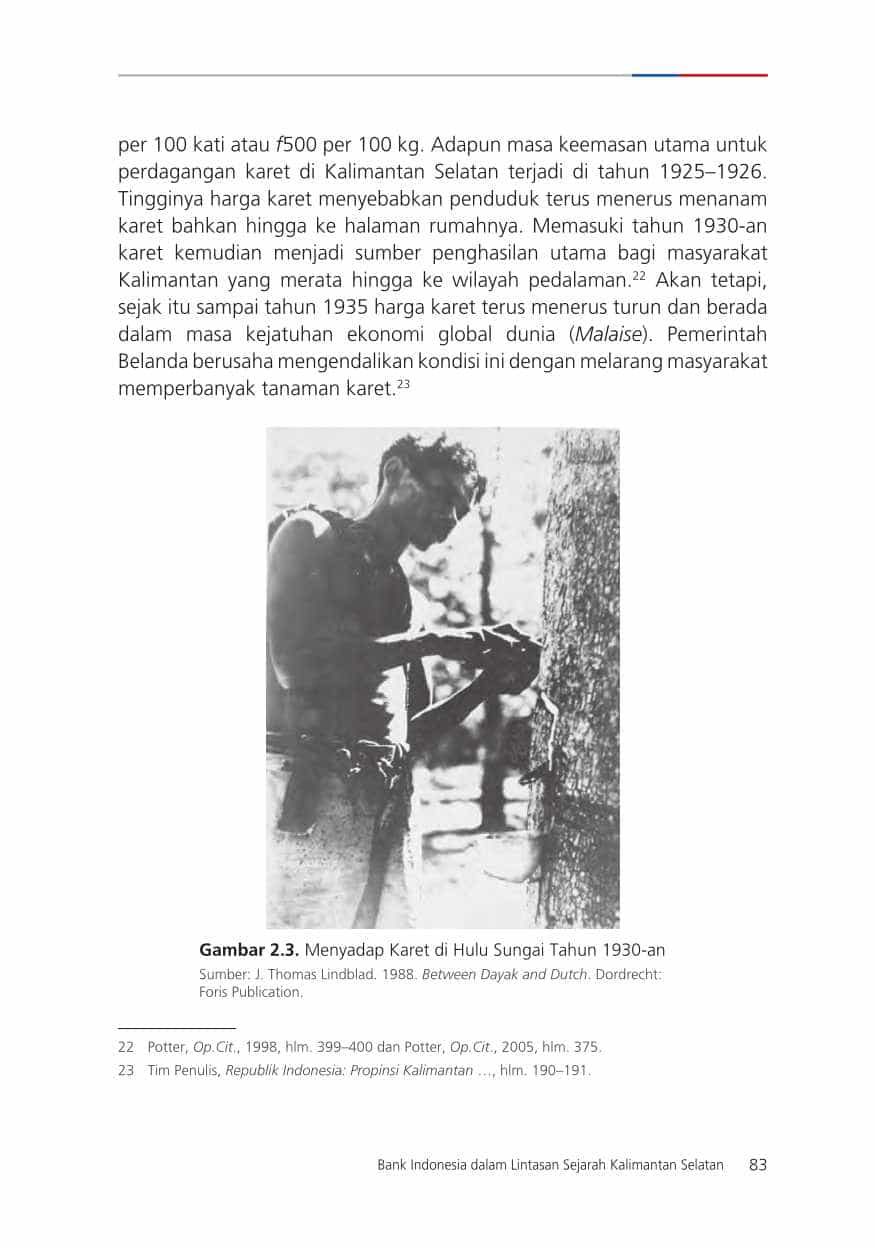 per 100 kati atau ƒ500 per 100 kg. Adapun masa keemasan utama untuk
perdagangan karet di Kalimantan Selatan terjadi di tahun 1925–1926.
Tingginya harga karet menyebabkan penduduk terus menerus menanam
karet bahkan hingga ke halaman rumahnya. Memasuki tahun 1930-an
karet kemudian menjadi sumber penghasilan utama bagi masyarakat
Kalimantan yang merata hingga ke wilayah pedalaman.22 Akan tetapi,
sejak itu sampai tahun 1935 harga karet terus menerus turun dan berada
dalam masa kejatuhan ekonomi global dunia (Malaise). Pemerintah
Belanda berusaha mengendalikan kondisi ini dengan melarang masyarakat
memperbanyak tanaman karet.23
Gambar 2.3. Menyadap Karet di Hulu Sungai Tahun 1930-an
Sumber: J. Thomas Lindblad. 1988. Between Dayak and Dutch. Dordrecht:
Foris Publication.
22 Potter, Op.Cit., 1998, hlm. 399–400 dan Potter, Op.Cit., 2005, hlm. 375.
23 Tim Penulis, Republik Indonesia: Propinsi Kalimantan …, hlm. 190–191.
Bank Indonesia dalam Lintasan Sejarah Kalimantan Selatan 83